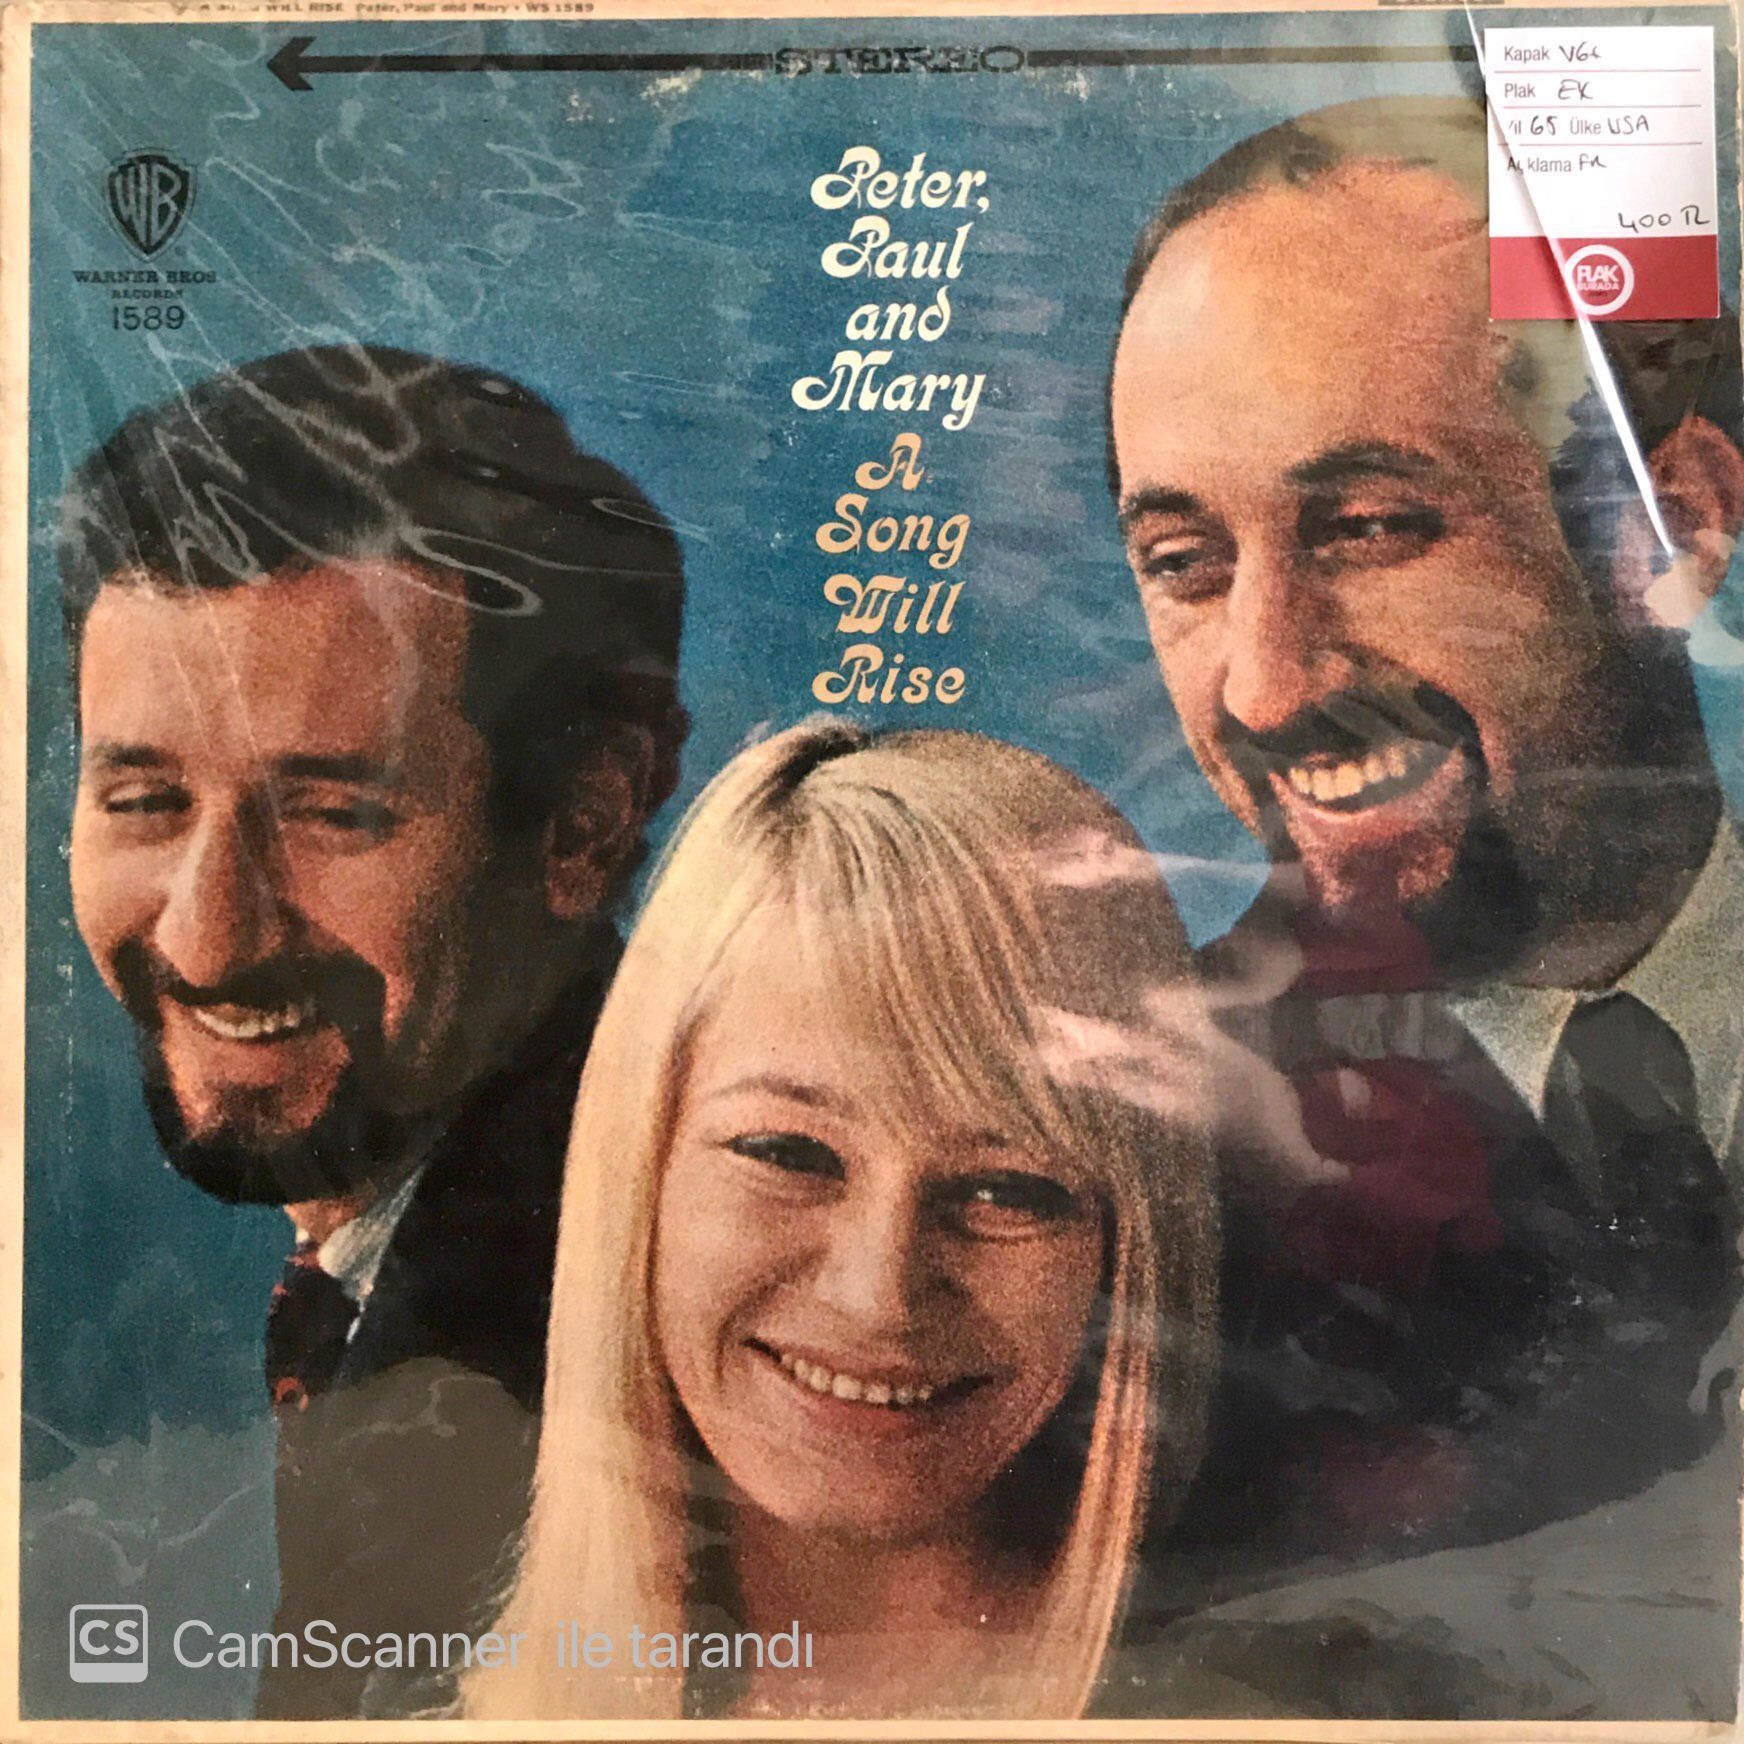 A SONG WILL RISE Peter, Paul and Mary • WS 1589
STEREO
WB
WARNER BROS
RECORDS
1589
Peter,
Paul
and
Mary
A
Song
Will
Rise
Kapak VG+
Plak EX
Yıl 65 Ülke USA
Açıklama
400 TL
PLAK
BURADA
CS CamScanner ile tarandı